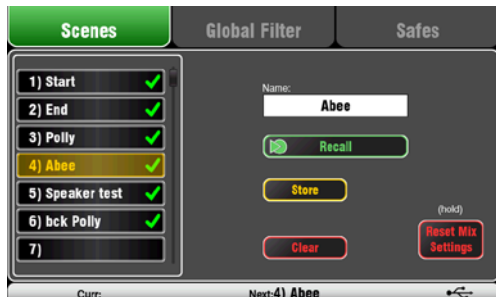 Scenes
Global Filter
Safes
1) Start
2) End
3) Polly
4) Abee
5) Speaker test
6) bck Polly
7)
Name:
Abee
Recall
Store
Clear
(hold)
Reset Mix
Settings
Curr:
Next:4) Abee